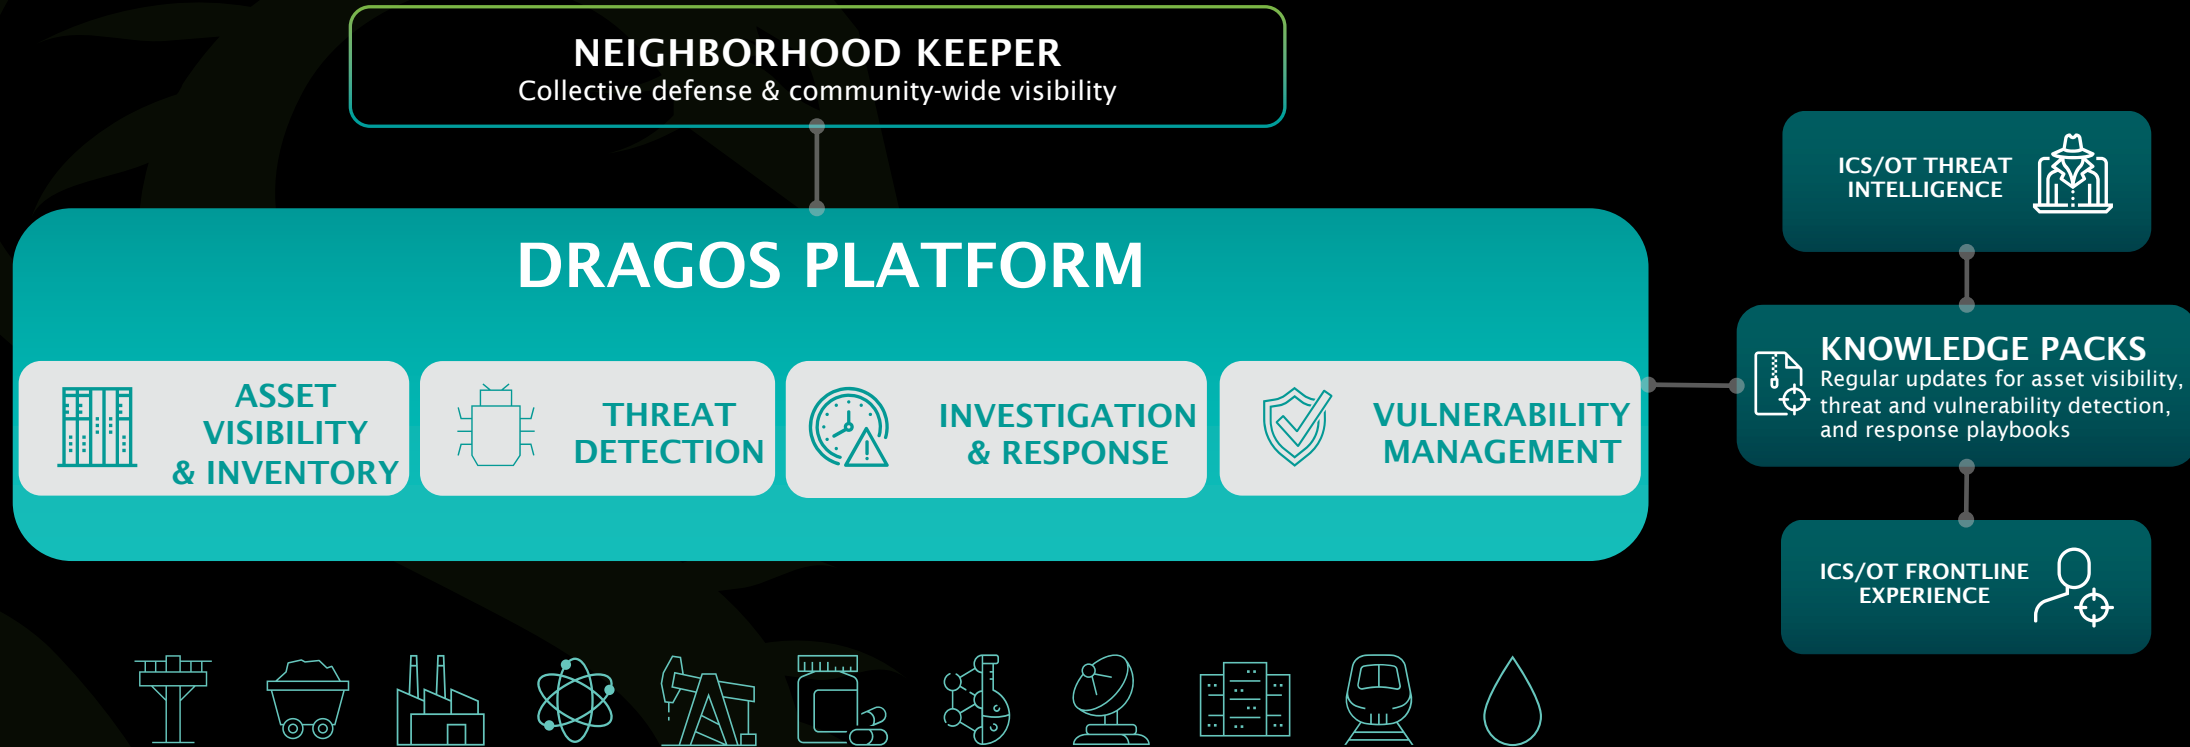 NEIGHBORHOOD KEEPER
Collective defense & community-wide visibility
DRAGOS PLATFORM
ASSET
VISIBILITY
& INVENTORY
THREAT
DETECTION
INVESTIGATION
& RESPONSE
VULNERABILITY
MANAGEMENT
ICS/OT THREAT
INTELLIGENCE
KNOWLEDGE PACKS
Regular updates for asset visibility,
threat and vulnerability detection,
and response playbooks
ICS/OT FRONTLINE
EXPERIENCE